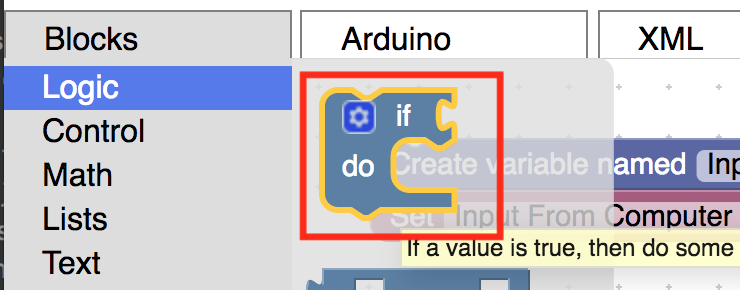 Blocks
Arduino
XML
Logic
Control
Math
Lists
Text
if
do
Create variable named
Inp
Set Input From Computer
If a value is true, then do some